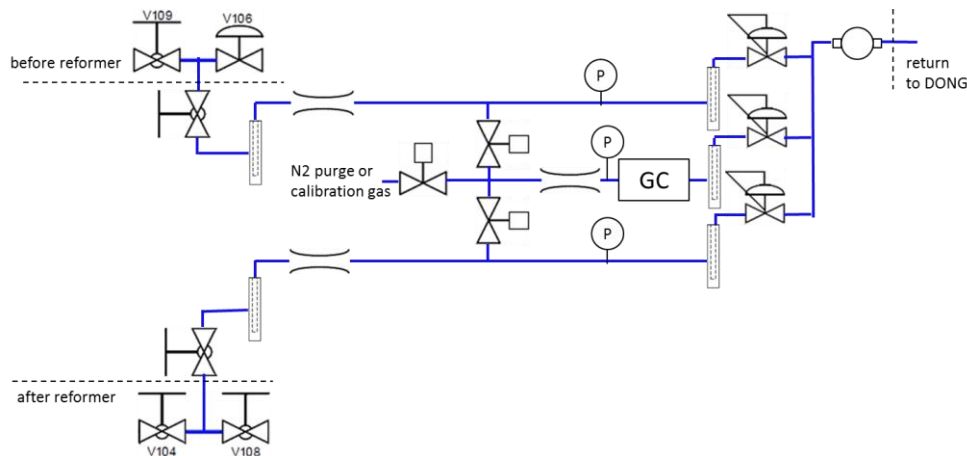 V109
V106
before reformer
return
to DONG
P
N2 purge or
calibration gas
P
GC
P
after reformer
V104
V108